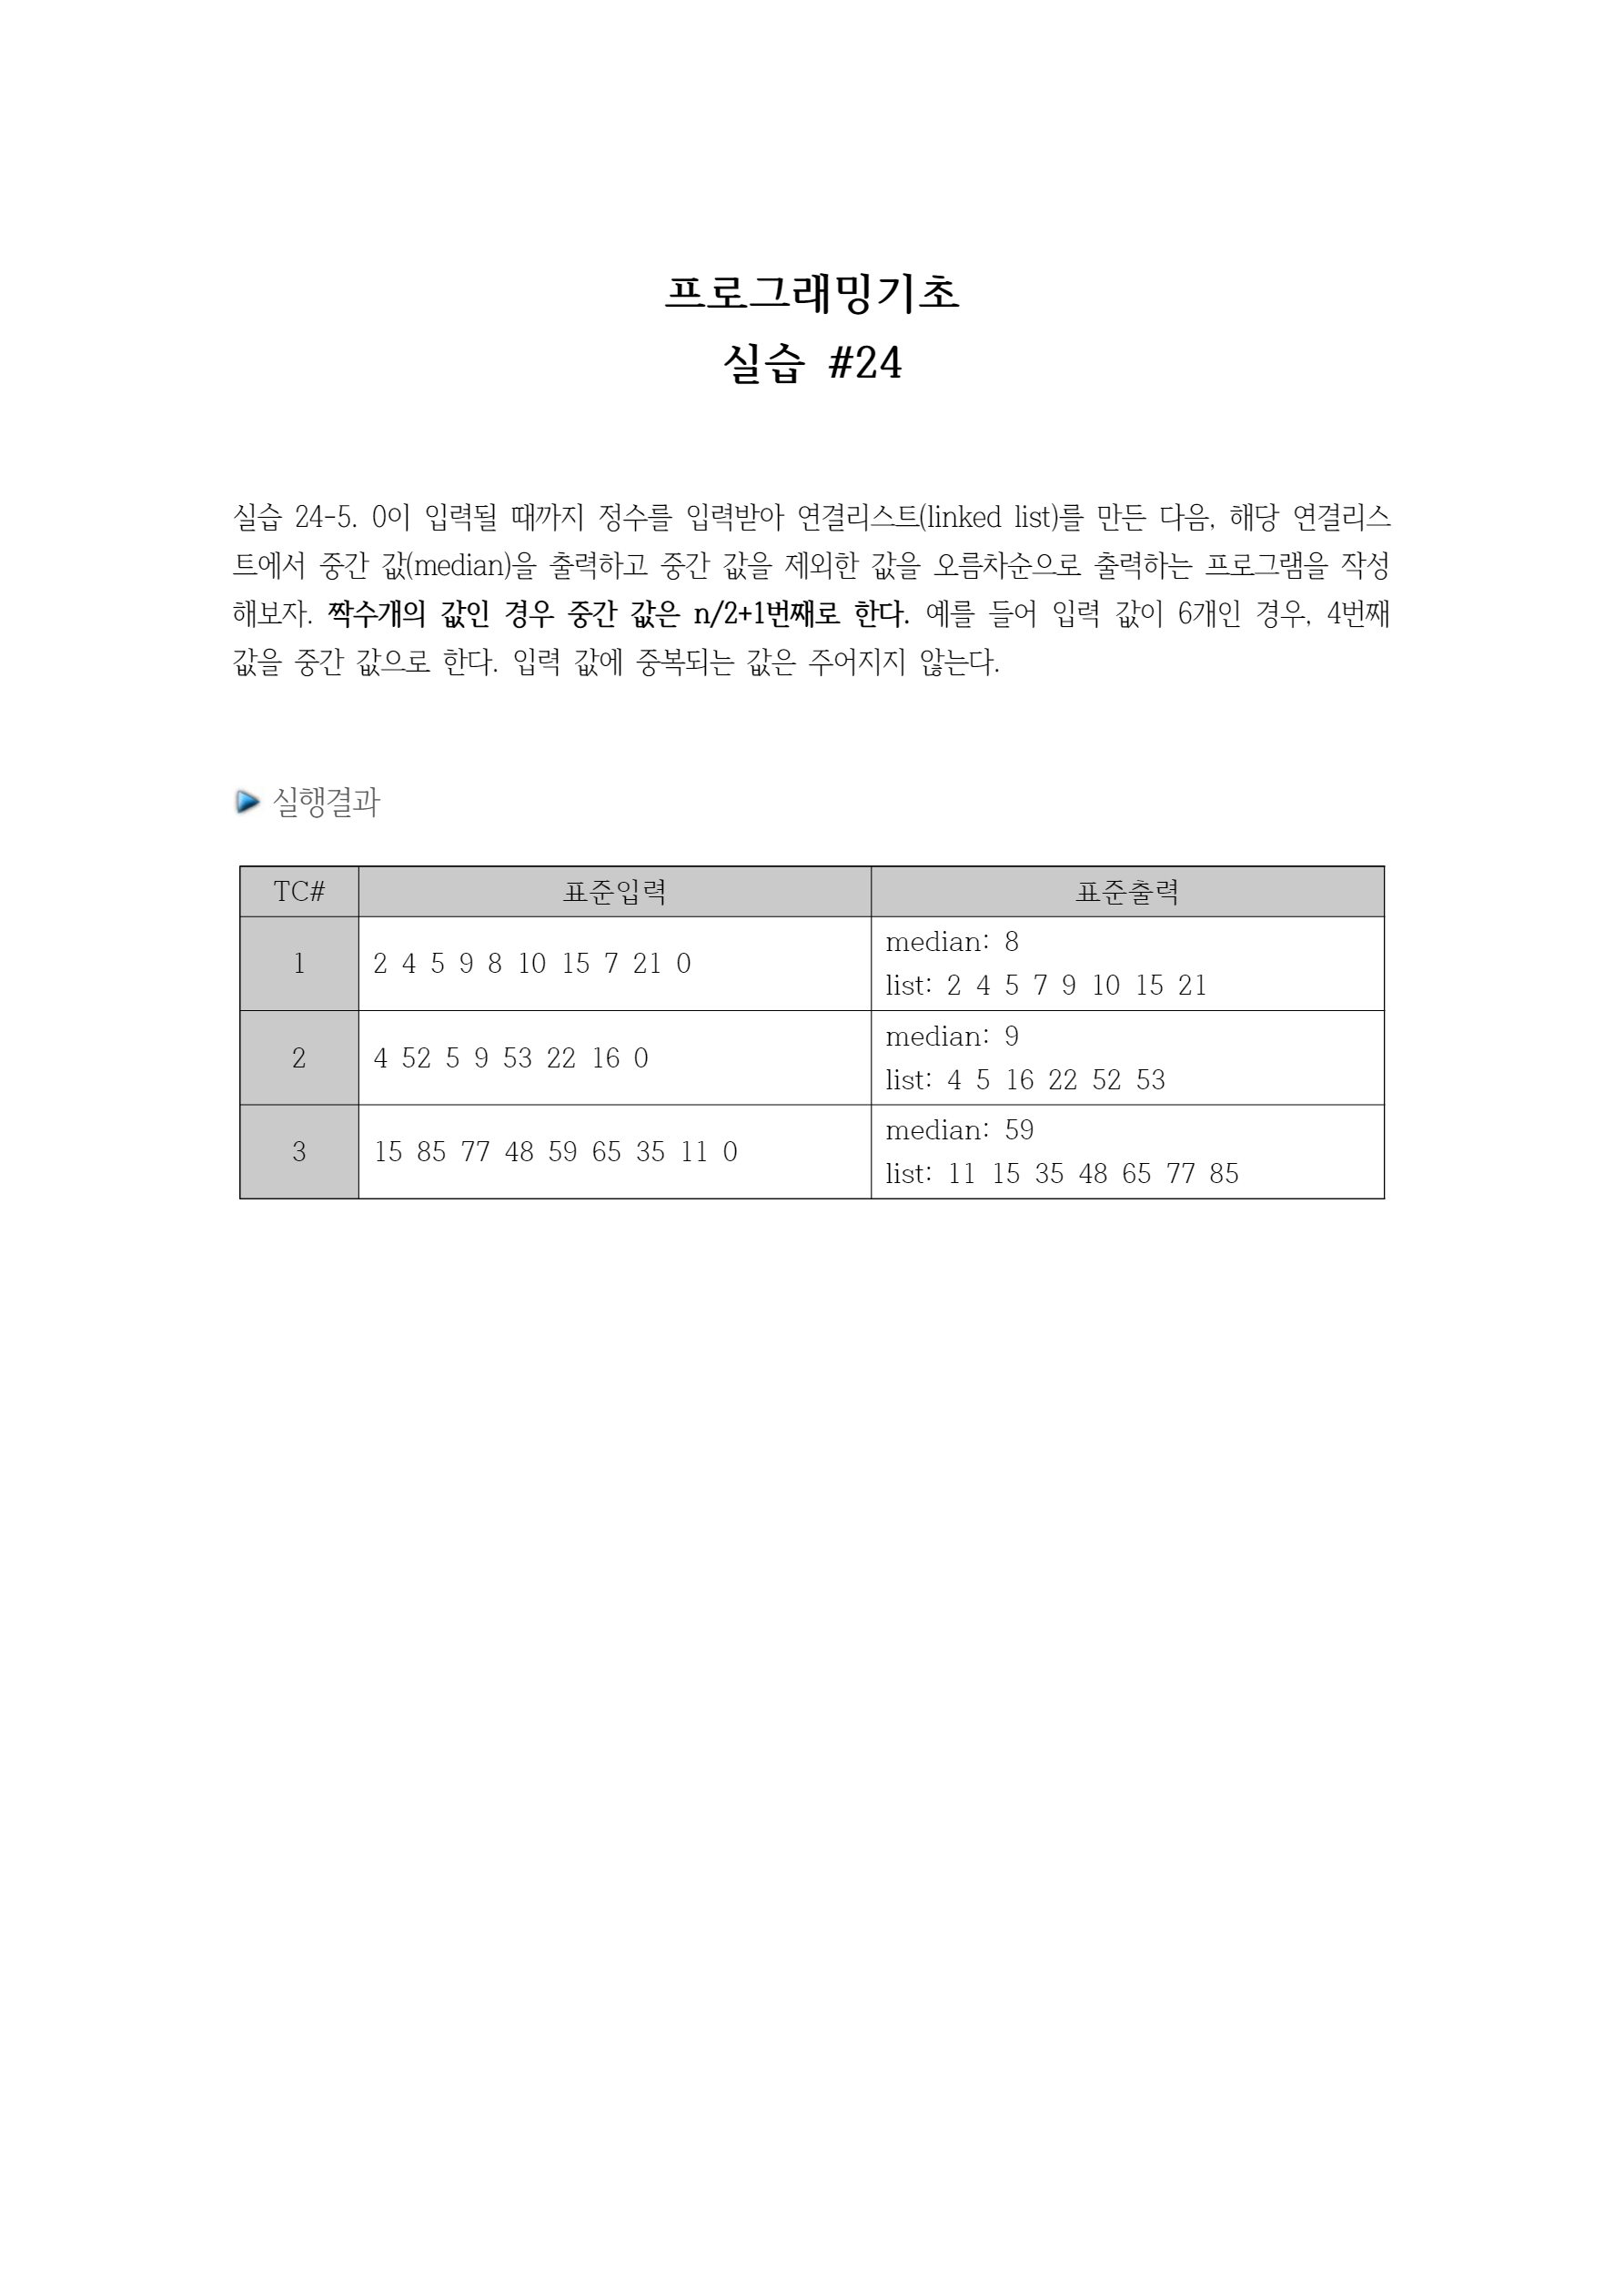 프로그래밍기초
실습 #24
실습 24-5. 0이 입력될 때까지 정수를 입력받아 연결리스트(linked list)를 만든 다음, 해당 연결리스
트에서 중간 값(median)을 출력하고 중간 값을 제외한 값을 오름차순으로 출력하는 프로그램을 작성
해보자. 짝수개의 값인 경우 중간 값은 n/2+1번째로 한다. 예를 들어 입력 값이 6개인 경우, 4번째
값을 중간 값으로 한다. 입력 값에 중복되는 값은 주어지지 않는다.
실행결과
TC# 표준입력 표준출력
1 2 4 5 9 8 10 15 7 21 0
median: 8
list: 2 4 5 7 9 10 15 21
2 4 52 5 9 53 22 16 0
median: 9
list: 4 5 16 22 52 53
3 15 85 77 48 59 65 35 11 0
median: 59
list: 11 15 35 48 65 77 85